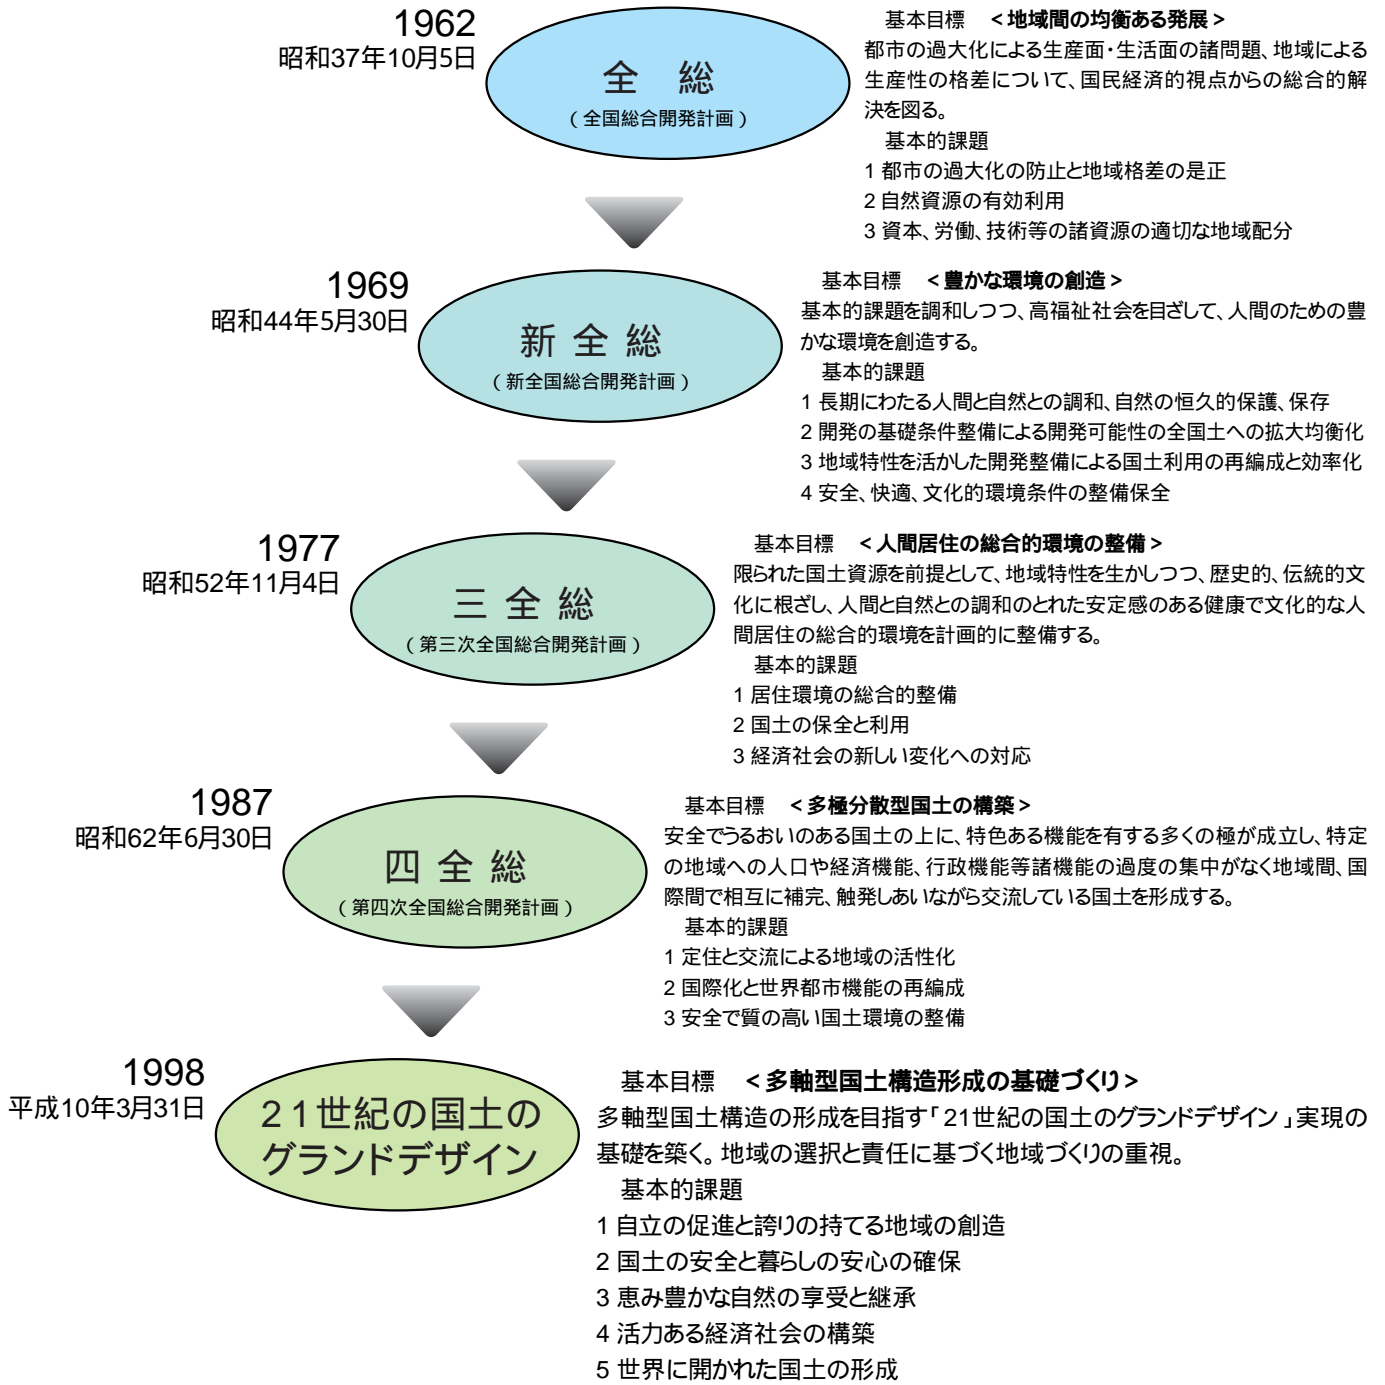 1962
昭和37年10月5日
全 総
(全国総合開発計画)
基本目標 <地域間の均衡ある発展>
都市の過大化による生産面・生活面の諸問題、地域による
生産性の格差について、国民経済的視点からの総合的解
決を図る。
基本的課題
1 都市の過大化の防止と地域格差の是正
2 自然資源の有効利用
3 資本、労働、技術等の諸資源の適切な地域配分
1969
昭和44年5月30日
新 全 総
(新全国総合開発計画)
基本目標 <豊かな環境の創造>
基本的課題を調和しつつ、高福祉社会を目ざして、人間のための豊
かな環境を創造する。
基本的課題
1 長期にわたる人間と自然との調和、自然の恒久的保護、保存
2 開発の基礎条件整備による開発可能性の全国土への拡大均衡化
3 地域特性を活かした開発整備による国土利用の再編成と効率化
4 安全、快適、文化的環境条件の整備保全
1977
昭和52年11月4日
三 全 総
(第三次全国総合開発計画)
基本目標 <人間居住の総合的環境の整備>
限られた国土資源を前提として、地域特性を生かしつつ、歴史的、伝統的文
化に根ざし、人間と自然との調和のとれた安定感のある健康で文化的な人
間居住の総合的環境を計画的に整備する。
基本的課題
1 居住環境の総合的整備
2 国土の保全と利用
3 経済社会の新しい変化への対応
1987
昭和62年6月30日
四 全 総
(第四次全国総合開発計画)
基本目標 <多極分散型国土の構築>
安全でうるおいのある国土の上に、特色ある機能を有する多くの極が成立し、特定
の地域への人口や経済機能、行政機能等諸機能の過度の集中がなく地域間、国
際間で相互に補完、触発しあいながら交流している国土を形成する。
基本的課題
1 定住と交流による地域の活性化
2 国際化と世界都市機能の再編成
3 安全で質の高い国土環境の整備
1998
平成10年3月31日
21世紀の国土の
グランドデザイン
基本目標 <多軸型国土構造形成の基礎づくり>
多軸型国土構造の形成を目指す「21世紀の国土のグランドデザイン」実現の
基礎を築く。地域の選択と責任に基づく地域づくりの重視。
基本的課題
1 自立の促進と誇りの持てる地域の創造
2 国土の安全と暮らしの安心の確保
3 恵み豊かな自然の享受と継承
4 活力ある経済社会の構築
5 世界に開かれた国土の形成